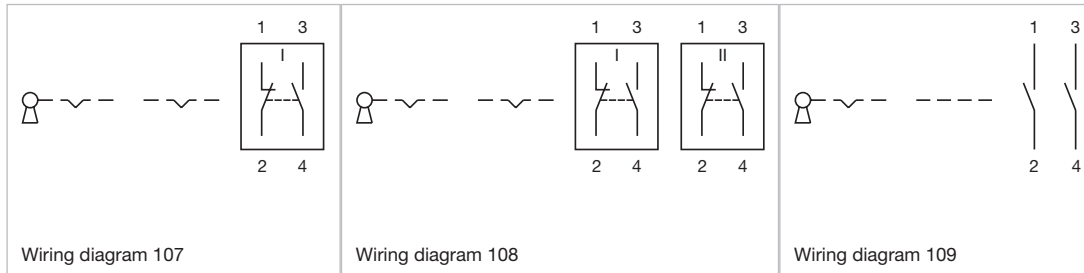 1 3
I
2 4
Wiring diagram 107
1 3 1 3
I II
2 4 2 4
Wiring diagram 108
1 3
2 4
Wiring diagram 109